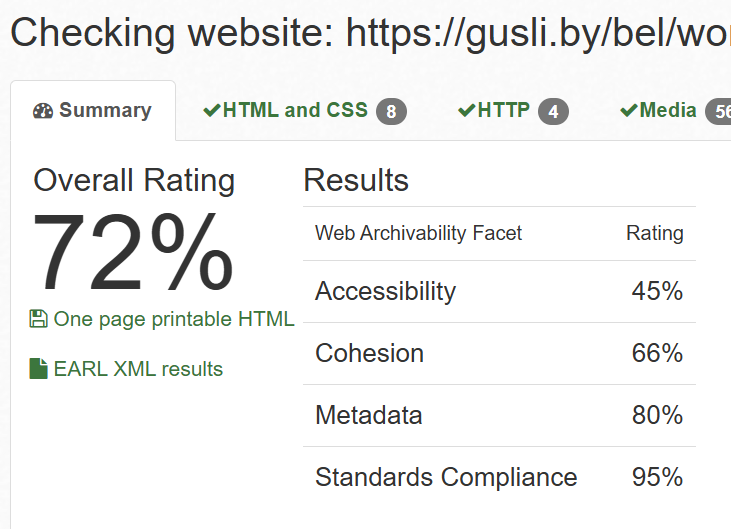 Checking website: https://gusli.by/bel/wo
Summary
HTML and CSS 8
HTTP 4
Media 56
Overall Rating
72%
One page printable HTML
EARL XML results
Results
Web Archivability Facet Rating
Accessibility 45%
Cohesion 66%
Metadata 80%
Standards Compliance 95%